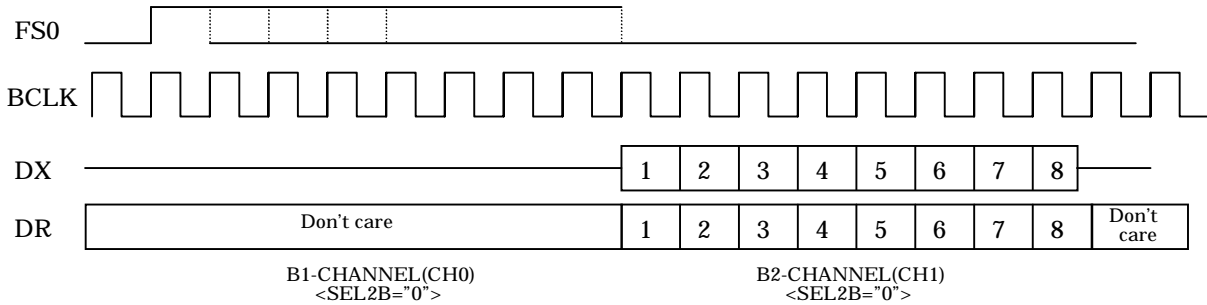 FS0
BCLK
DX 1 2 3 4 5 6 7 8
DR Don't care 1 2 3 4 5 6 7 8 Don't
care
B1-CHANNEL(CH0) B2-CHANNEL(CH1)
<SEL2B=”0”> <SEL2B=”0”>